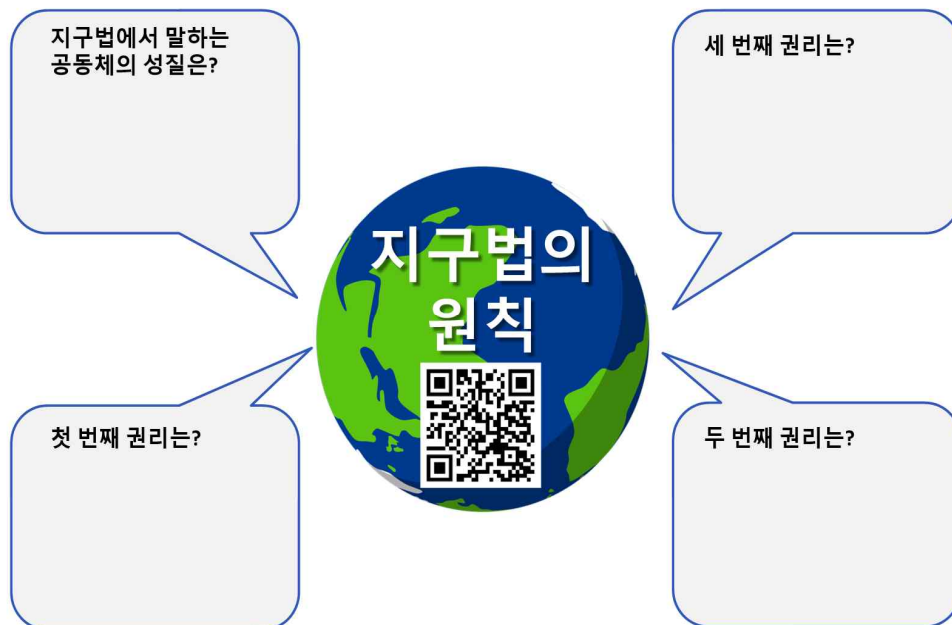 지구법에서 말하는
공동체의 성질은?
세 번째 권리는?
지구법의
원칙
첫 번째 권리는?
두 번째 권리는?